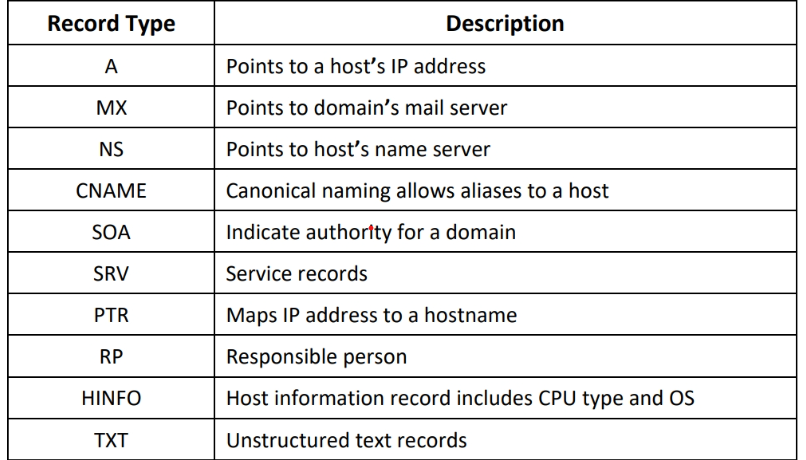 Record Type Description
A Points to a host’s IP address
MX Points to domain’s mail server
NS Points to host’s name server
CNAME Canonical naming allows aliases to a host
SOA Indicate authority for a domain
SRV Service records
PTR Maps IP address to a hostname
RP Responsible person
HINFO Host information record includes CPU type and OS
TXT Unstructured text records